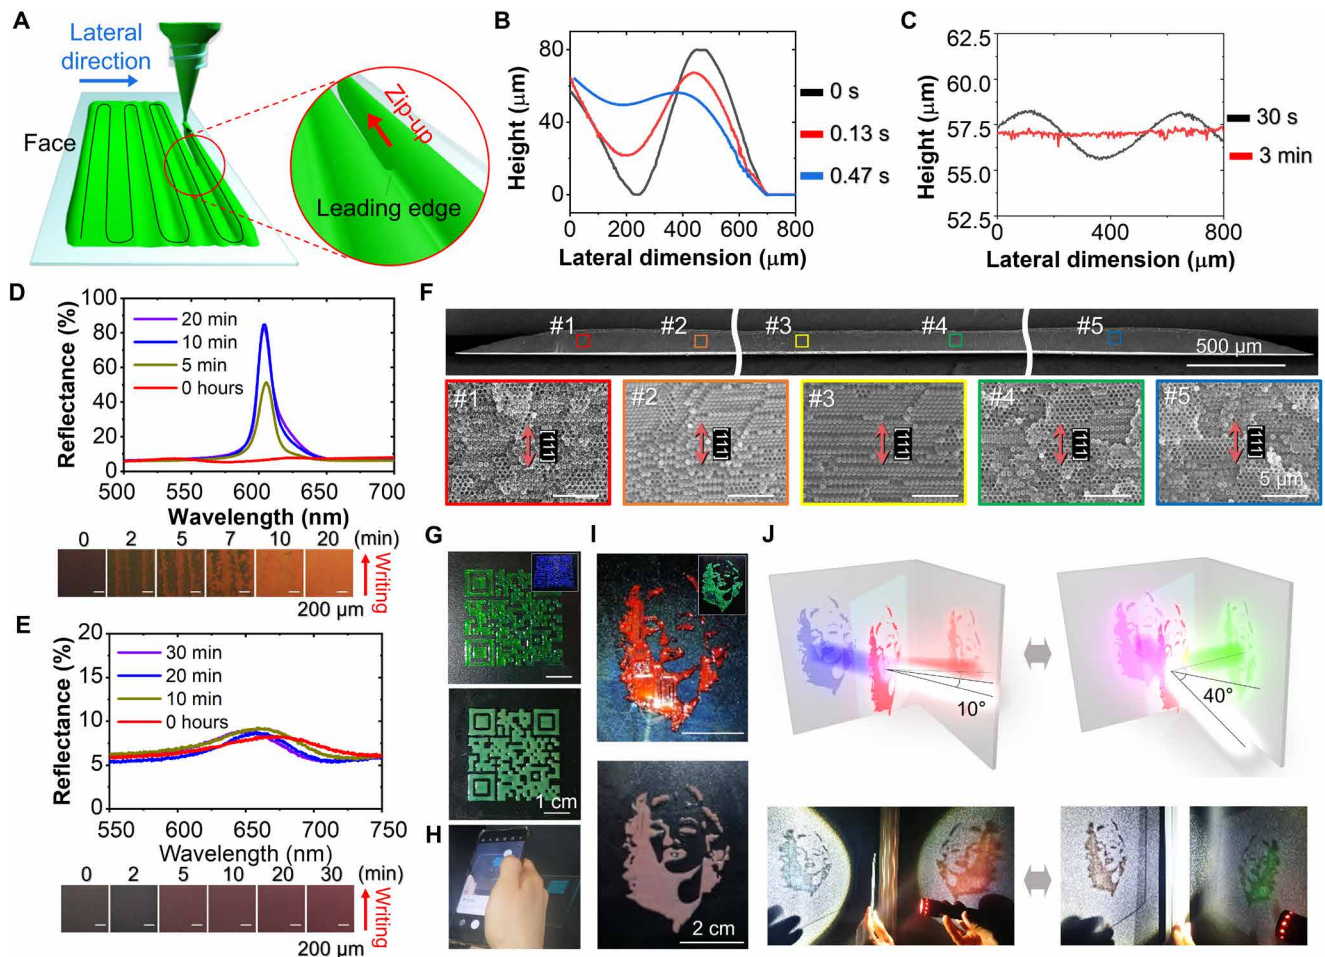 A
Lateral
direction
Face
Zip-up
Leading edge
B
Height (μm)
80
40
0
0 200 400 600 800
Lateral dimension (μm)
0 s
0.13 s
0.47 s
C
Height (μm)
62.5
60.0
57.5
55.0
52.5
0 400 800
Lateral dimension (μm)
30 s
3 min
D
Reflectance (%)
100
80
60
40
20
0
20 min
10 min
5 min
0 hours
500 550 600 650 700
Wavelength (nm)
0 2 5 7 10 20 (min)
Writing
200 μm
E
Reflectance (%)
20
15
10
5
0
30 min
20 min
10 min
0 hours
550 600 650 700 750
Wavelength (nm)
0 2 5 10 20 30 (min)
Writing
200 μm
F
#1 #2 #3 #4 #5
500 μm
#1 #2 #3 #4 #5
[111] [111] [111] [111] [111]
5 μm
G
1 cm
H
I
2 cm
J
10°
40°